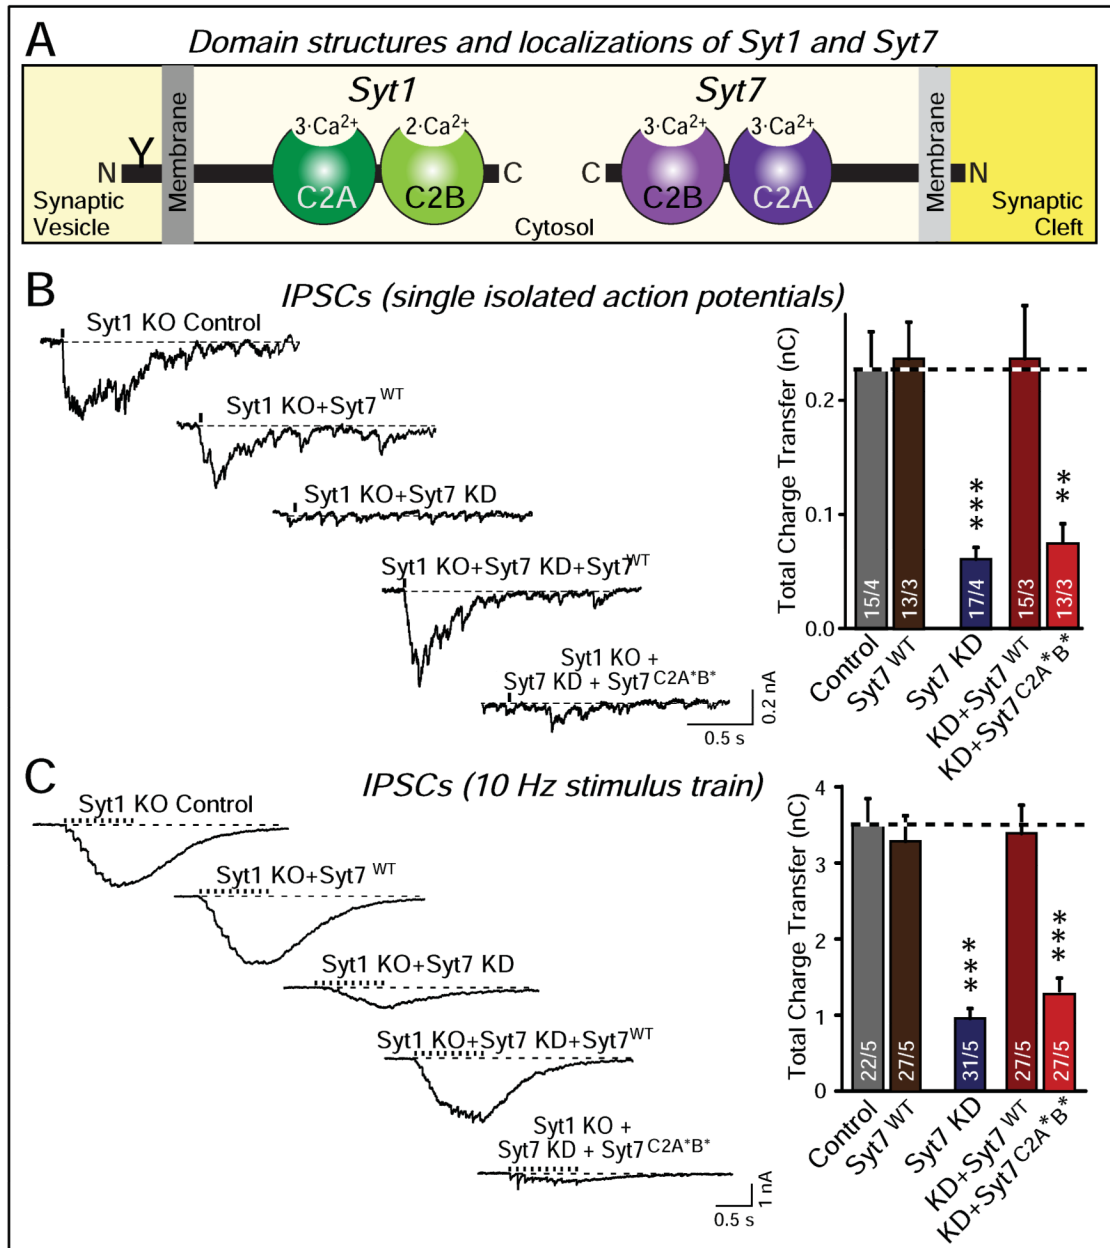 A
Domain structures and localizations of Syt1 and Syt7
Syt1
Syt7
3·Ca2+
2·Ca2+
3·Ca2+
3·Ca2+
Y
N
Membrane
C2A
C2B
C
C
C2B
C2A
Membrane
N
Synaptic
Vesicle
Cytosol
Synaptic
Cleft
B
IPSCs (single isolated action potentials)
Syt1 KO Control
Syt1 KO+Syt7 WT
Syt1 KO+Syt7 KD
Syt1 KO+Syt7 KD+Syt7 WT
Syt1 KO +
Syt7 KD + Syt7 C2A*B*
0.2 nA
0.5 s
Total Charge Transfer (nC)
0.2
0.1
0.0
***
**
15/4
13/3
17/4
15/3
13/3
Control
Syt7 WT
Syt7 KD
KD+Syt7 WT
KD+Syt7 C2A*B*
C
IPSCs (10 Hz stimulus train)
Syt1 KO Control
Syt1 KO+Syt7 WT
Syt1 KO+Syt7 KD
Syt1 KO+Syt7 KD+Syt7 WT
Syt1 KO +
Syt7 KD + Syt7 C2A*B*
1 nA
0.5 s
Total Charge Transfer (nC)
4
3
2
1
0
***
***
22/5
27/5
31/5
27/5
27/5
Control
Syt7 WT
Syt7 KD
KD+Syt7 WT
KD+Syt7 C2A*B*